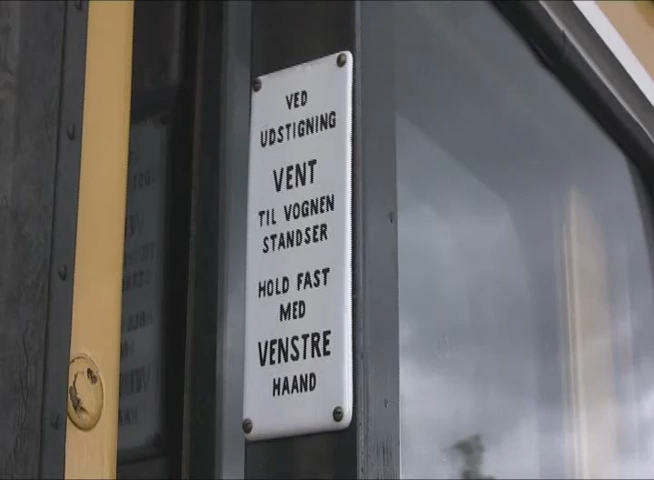 VED
UDSTIGNING
VENT
TIL VOGNEN
STANDSER
HOLD FAST
MED
VENSTRE
HAAND